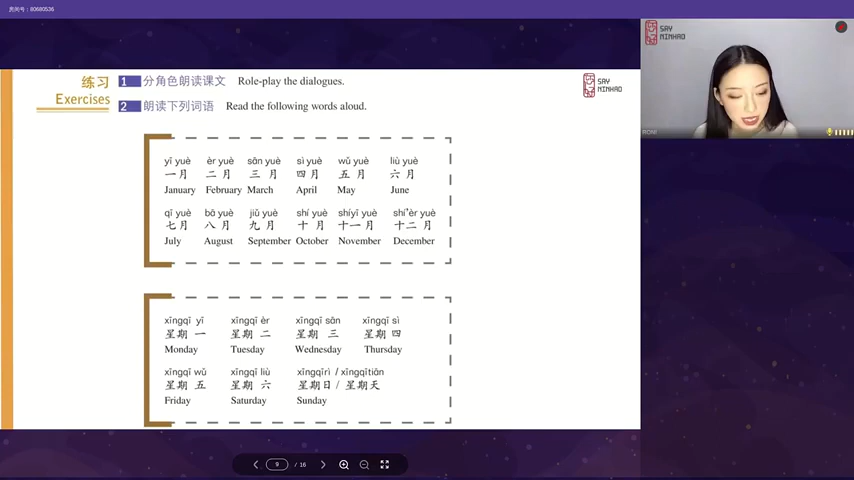 房间号：80680536
练习
Exercises
1 分角色朗读课文 Role-play the dialogues.
2 朗读下列词语 Read the following words aloud.
SAY
NINHAO
SAY
NINHAO
yī yuè èr yuè sān yuè sì yuè wǔ yuè liù yuè
一月 二月 三月 四月 五月 六月
January February March April May June
qī yuè bā yuè jiǔ yuè shí yuè shíyī yuè shí'èr yuè
七月 八月 九月 十月 十一月 十二月
July August September October November December
xīngqī yī xīngqī èr xīngqī sān xīngqī sì
星期 一 星期 二 星期 三 星期 四
Monday Tuesday Wednesday Thursday
xīngqī wǔ xīngqī liù xīngqīrì / xīngqītiān
星期 五 星期 六 星期日 / 星期天
Friday Saturday Sunday
RONI
9 / 16